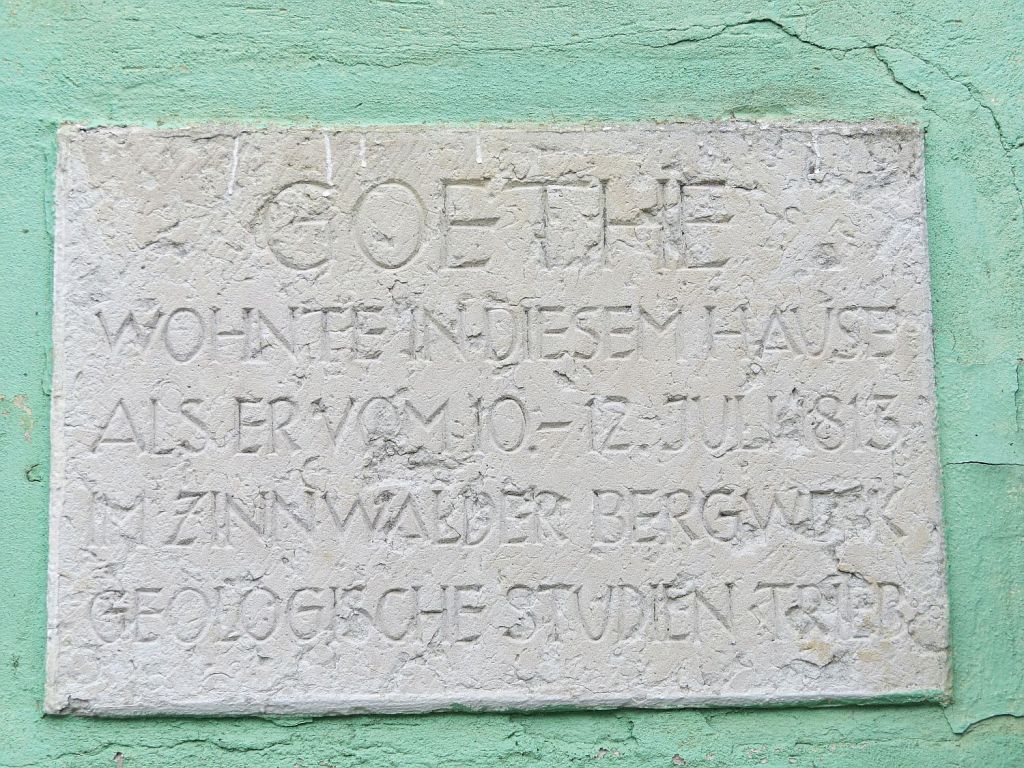 GOETHE
WOHNTE IN DIESEM HAUSE
ALS ER VOM 10.-12. JULI 1813
IM ZINNWALDER BERGWERK
GEOLOGISCHE STUDIEN TRIEB